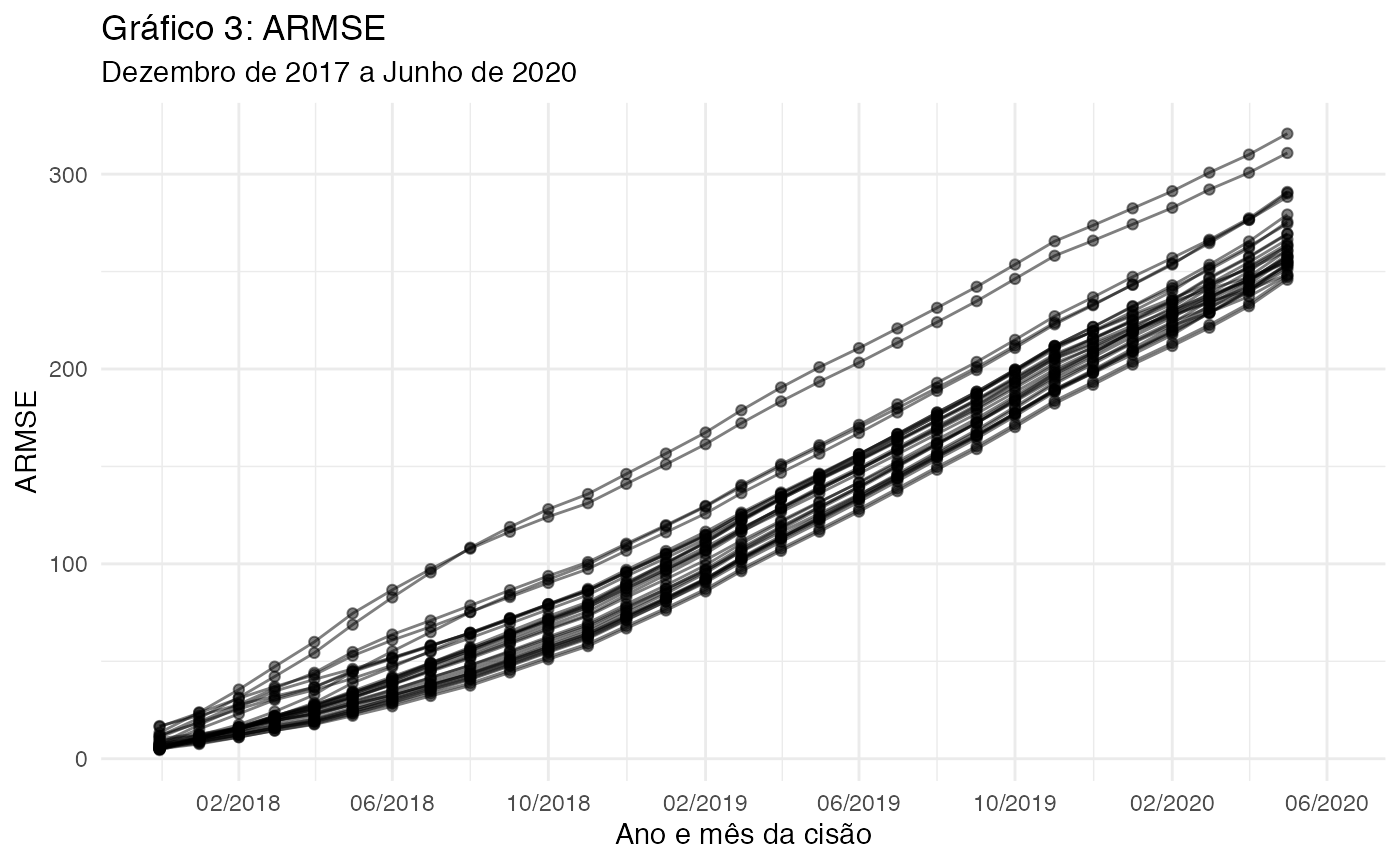 Gráfico 3: ARMSE
Dezembro de 2017 a Junho de 2020
ARMSE
300
200
100
0
02/2018 06/2018 10/2018 02/2019 06/2019 10/2019 02/2020 06/2020
Ano e mês da cisão